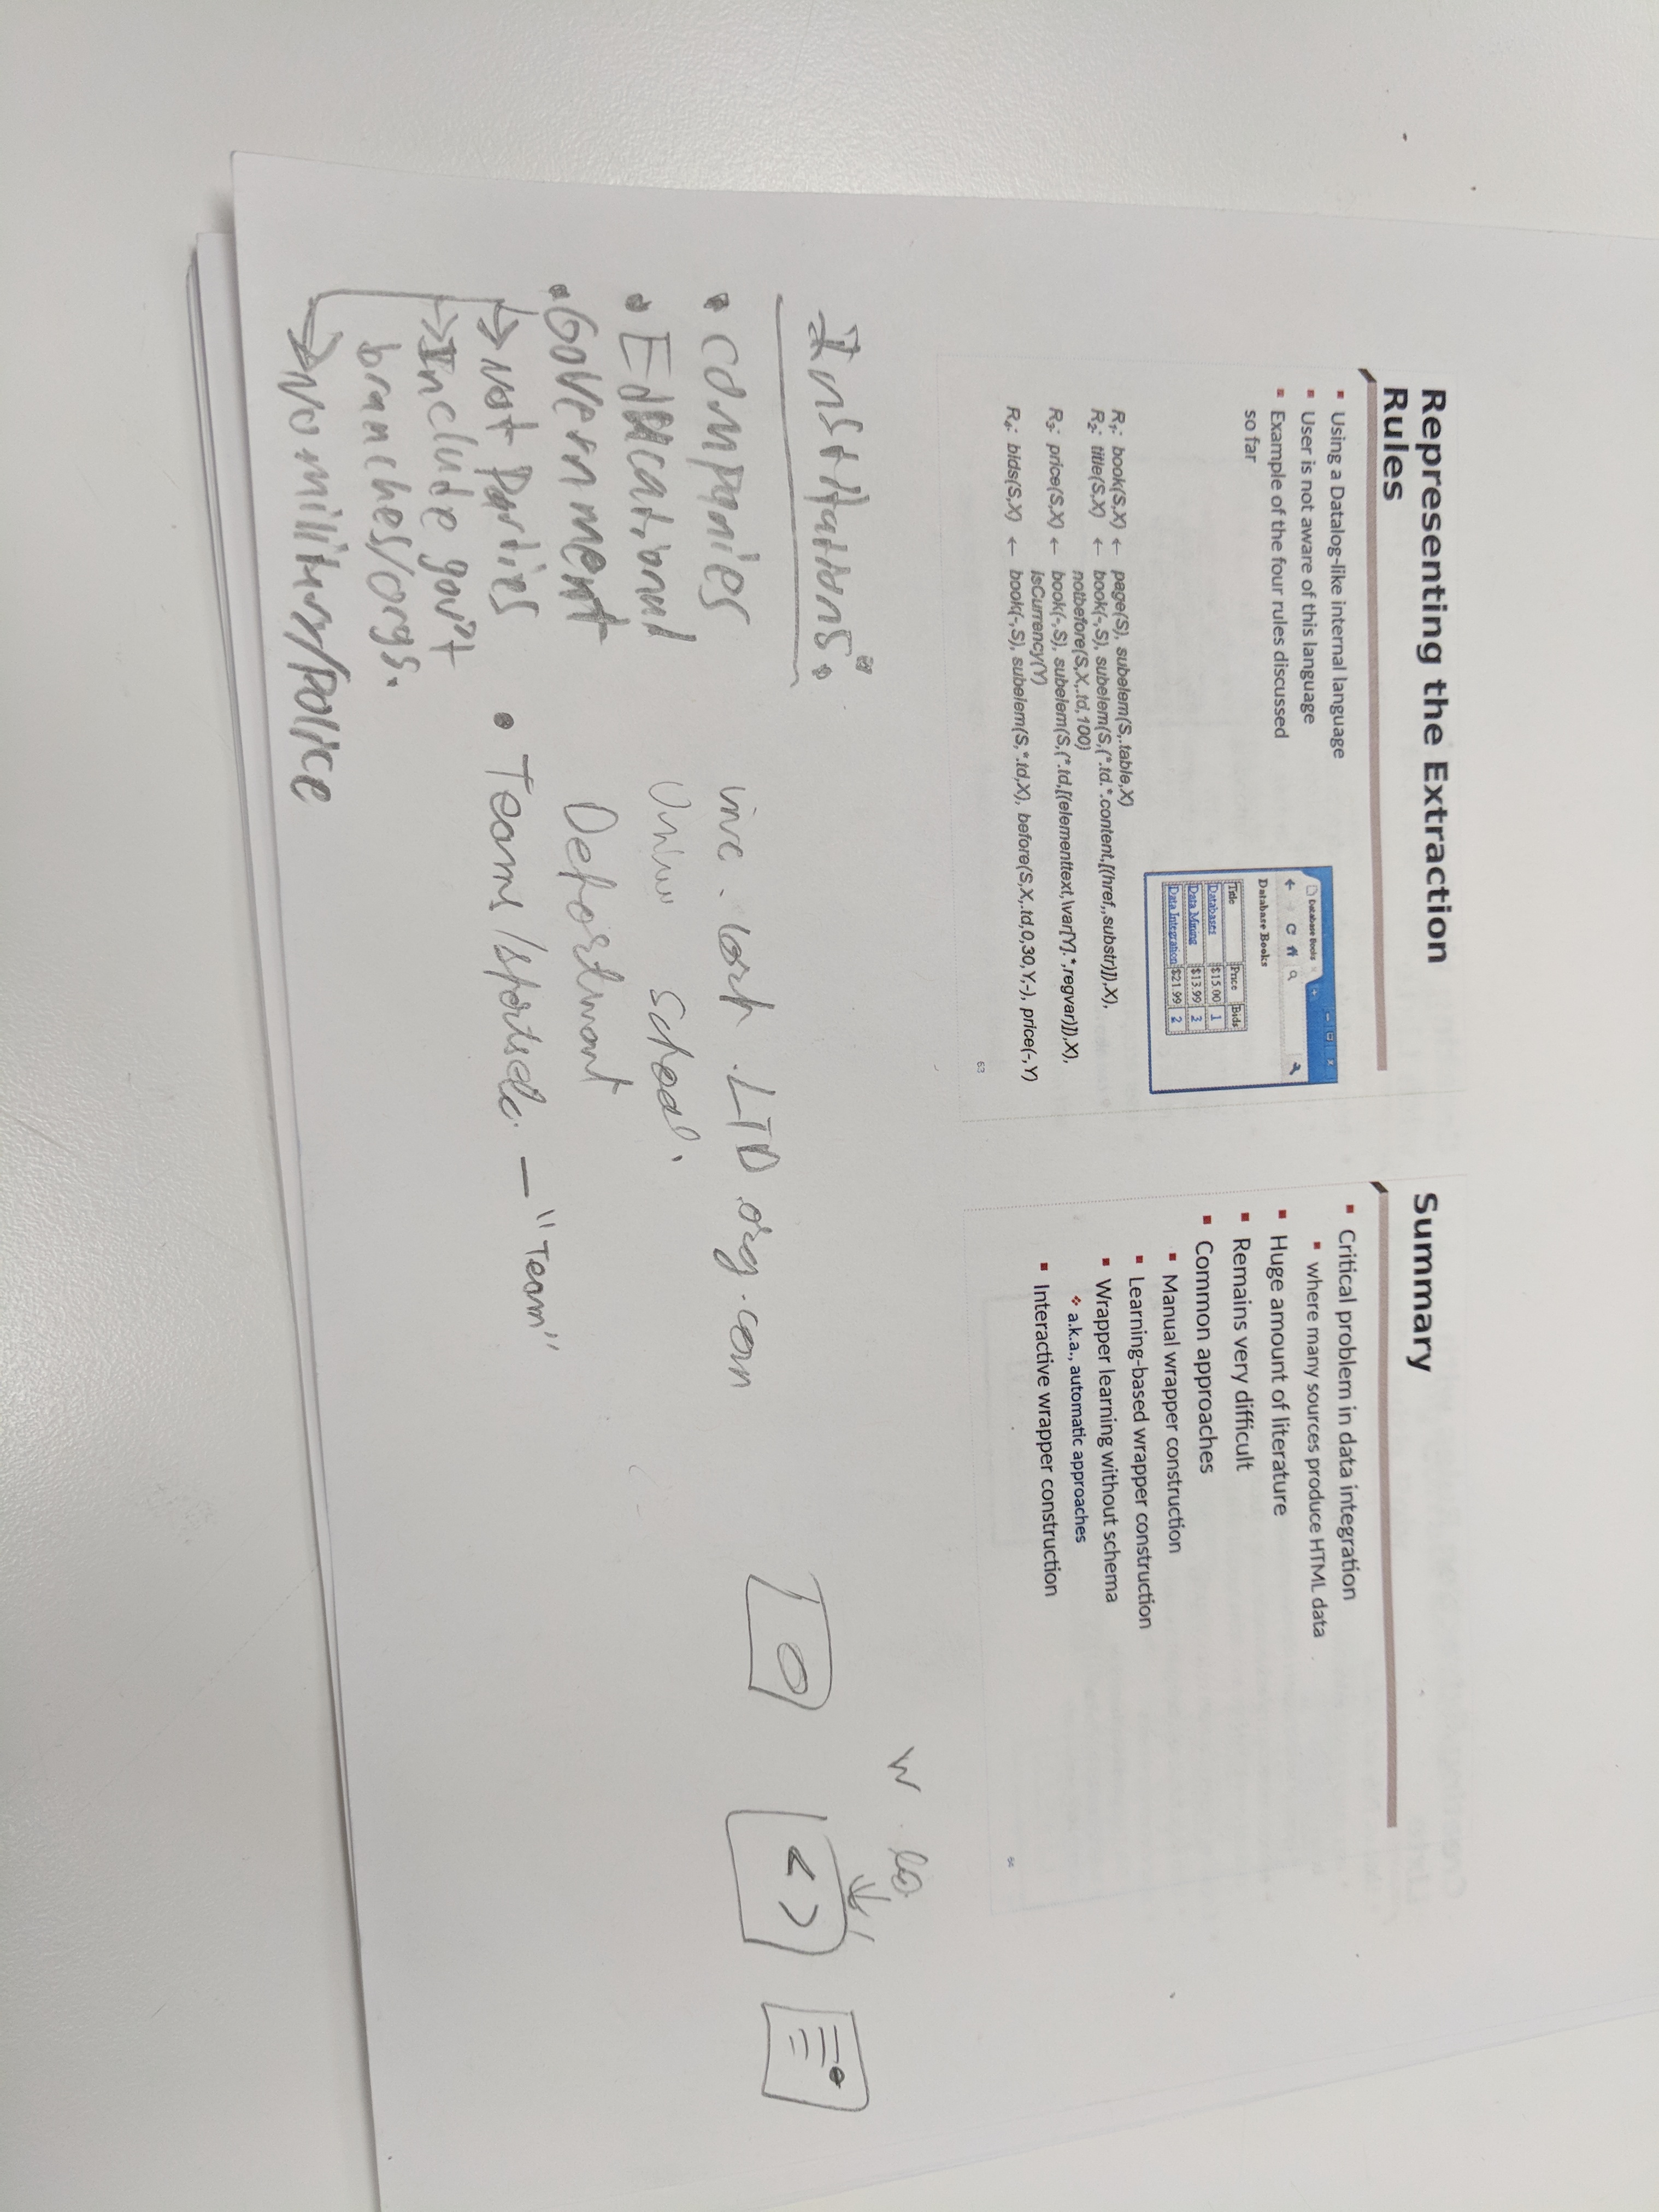 Representing the Extraction
Rules
▪ Using a Datalog-like internal language
▪ User is not aware of this language
▪ Example of the four rules discussed
so far
Database Books
Database Books
Title Price Bids
Databases $15.00 1
Data Mining $13.99 3
Data Integration $21.99 2
R₁: book(S,X) ← page(S), subelem(S,.table,X)
R₂: title(S,X) ← book(-,S), subelem(S,(*.td.*.content,[(href,,substr)]),X),
notbefore(S,X,.td,100)
R₃: price(S,X) ← book(-,S), subelem(S,(*.td,[(elementtext,\var[Y].*,regvar)]),X),
isCurrency(Y)
R₄: bids(S,X) ← book(-,S), subelem(S,*.td,X), before(S,X,.td,0,30,Y,-), price(-,Y)
63
Summary
▪ Critical problem in data integration
▪ where many sources produce HTML data
▪ Huge amount of literature
▪ Remains very difficult
▪ Common approaches
▪ Manual wrapper construction
▪ Learning-based wrapper construction
▪ Wrapper learning without schema
❖ a.k.a., automatic approaches
▪ Interactive wrapper construction
64
Institutions:
• companies
• Educational
• Government
→ Not Parties
→ Include gov't
branches/orgs.
→ No military/police
inc. LTD .org .com
school.
• Team / - "Team"
W
< >